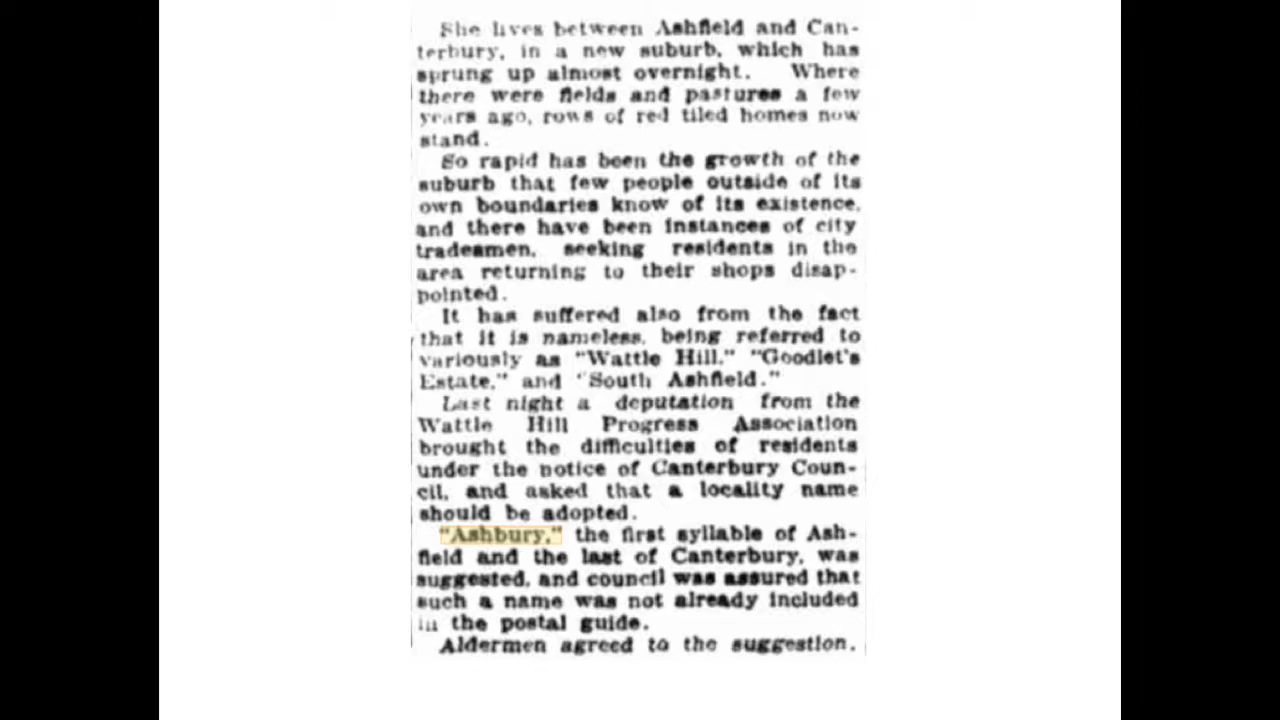 She lives between Ashfield and Can-
terbury, in a new suburb, which has
sprung up almost overnight. Where
there were fields and pastures a few
years ago, rows of red tiled homes now
stand.
So rapid has been the growth of the
suburb that few people outside of its
own boundaries know of its existence,
and there have been instances of city
tradesmen, seeking residents in the
area returning to their shops disap-
pointed.
It has suffered also from the fact
that it is nameless, being referred to
variously as "Wattle Hill," "Goodlet's
Estate," and "South Ashfield."
Last night a deputation from the
Wattle Hill Progress Association
brought the difficulties of residents
under the notice of Canterbury Coun-
cil, and asked that a locality name
should be adopted.
"Ashbury," the first syllable of Ash-
field and the last of Canterbury, was
suggested, and council was assured that
such a name was not already included
in the postal guide.
Aldermen agreed to the suggestion.